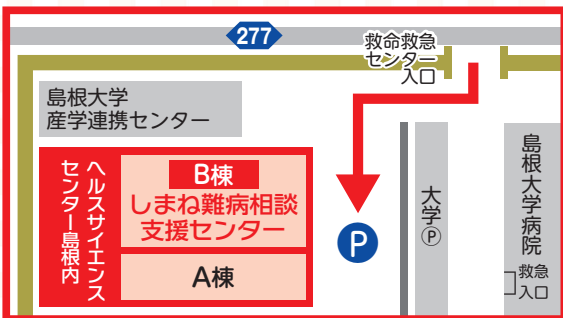 277
救命救急
センター
入口
島根大学
産学連携センター
ヘルスサイエンス
センター島根内
B棟
しまね難病相談
支援センター
A棟
P
大学Ⓟ
島根大学病院
救急
入口